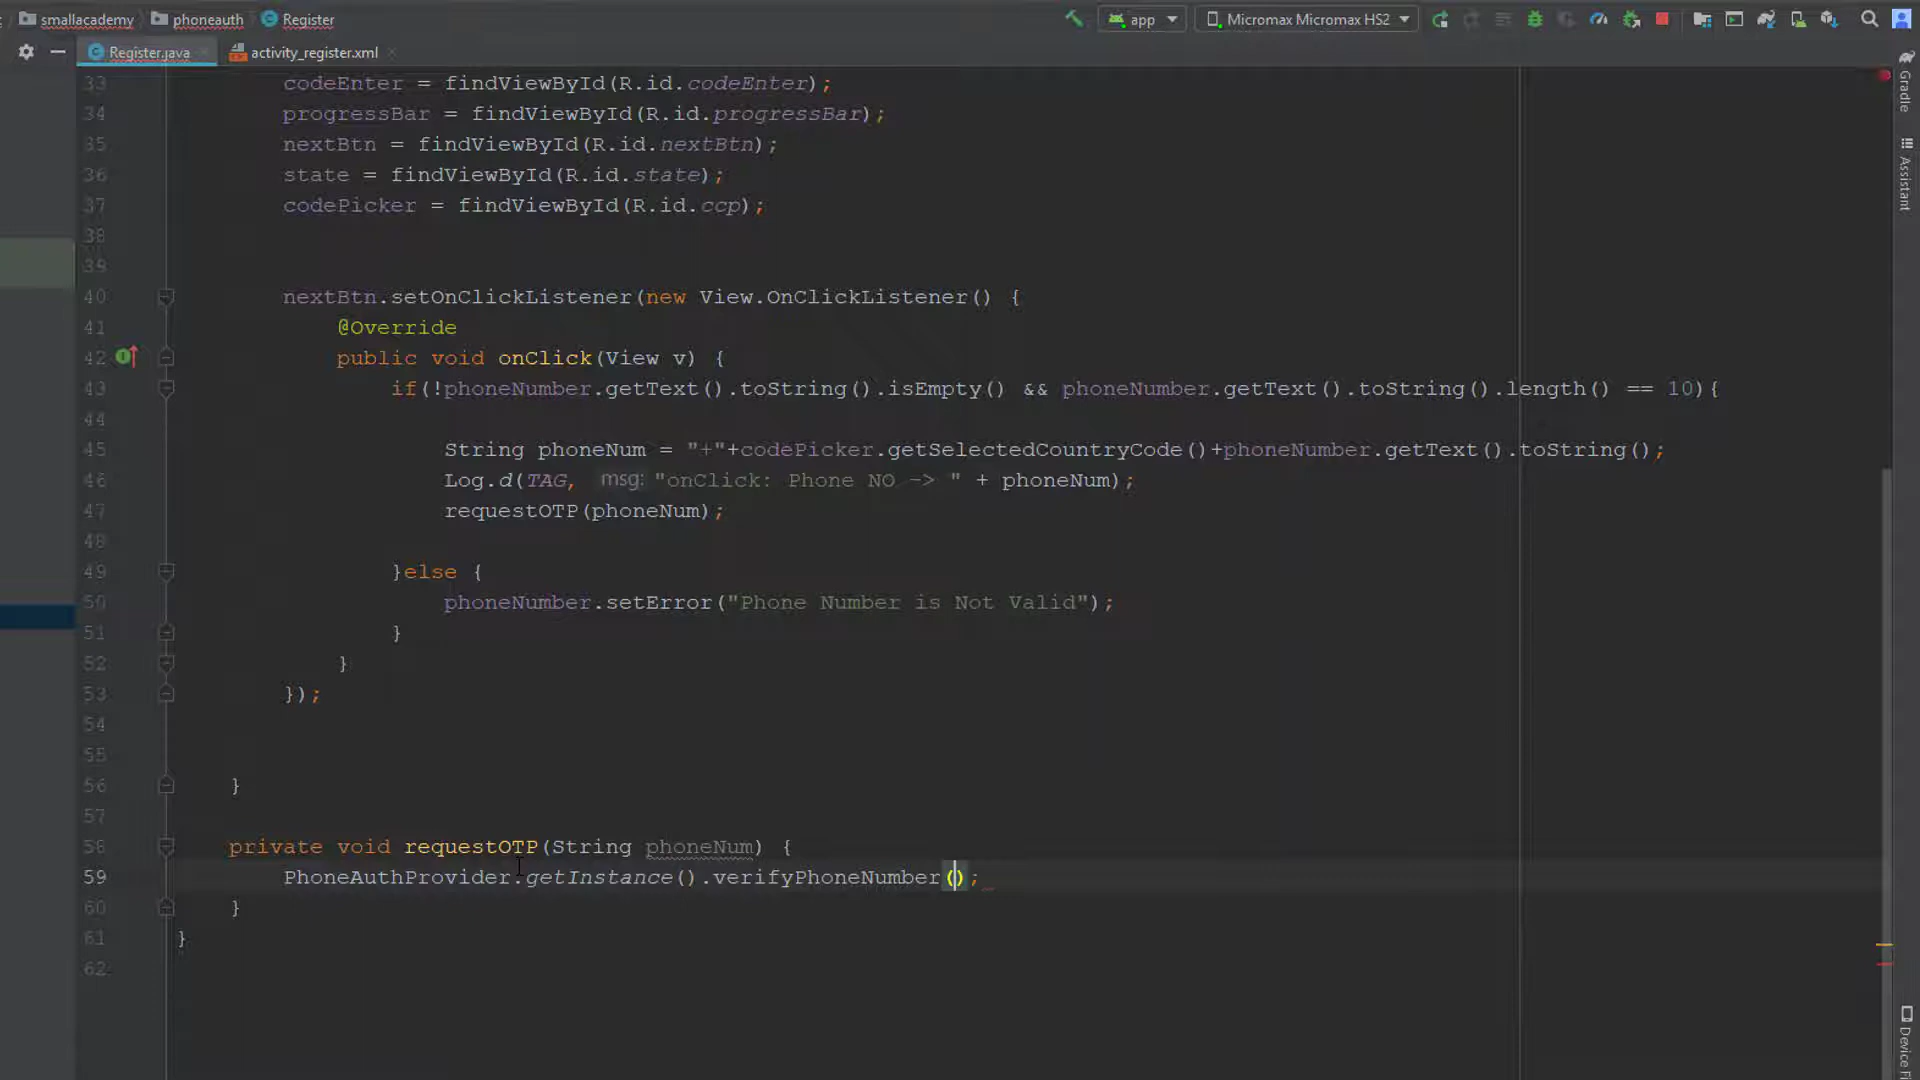 smallacademy phoneauth Register app Micromax Micromax HS2
Register.java activity_register.xml
33 codeEnter = findViewById(R.id.codeEnter);
34 progressBar = findViewById(R.id.progressBar);
35 nextBtn = findViewById(R.id.nextBtn);
36 state = findViewById(R.id.state);
37 codePicker = findViewById(R.id.ccp);
38
39
40 nextBtn.setOnClickListener(new View.OnClickListener() {
41 @Override
42 public void onClick(View v) {
43 if(!phoneNumber.getText().toString().isEmpty() && phoneNumber.getText().toString().length() == 10){
44
45 String phoneNum = "+"+codePicker.getSelectedCountryCode()+phoneNumber.getText().toString();
46 Log.d(TAG, msg: "onClick: Phone NO -> " + phoneNum);
47 requestOTP(phoneNum);
48
49 }else {
50 phoneNumber.setError("Phone Number is Not Valid");
51 }
52 }
53 });
54
55
56 }
57
58 private void requestOTP(String phoneNum) {
59 PhoneAuthProvider.getInstance().verifyPhoneNumber();
60 }
61 }
62
Gradle
Assistant